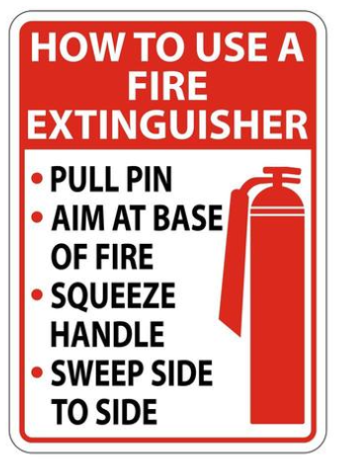 HOW TO USE A
FIRE
EXTINGUISHER
• PULL PIN
• AIM AT BASE
OF FIRE
• SQUEEZE
HANDLE
• SWEEP SIDE
TO SIDE